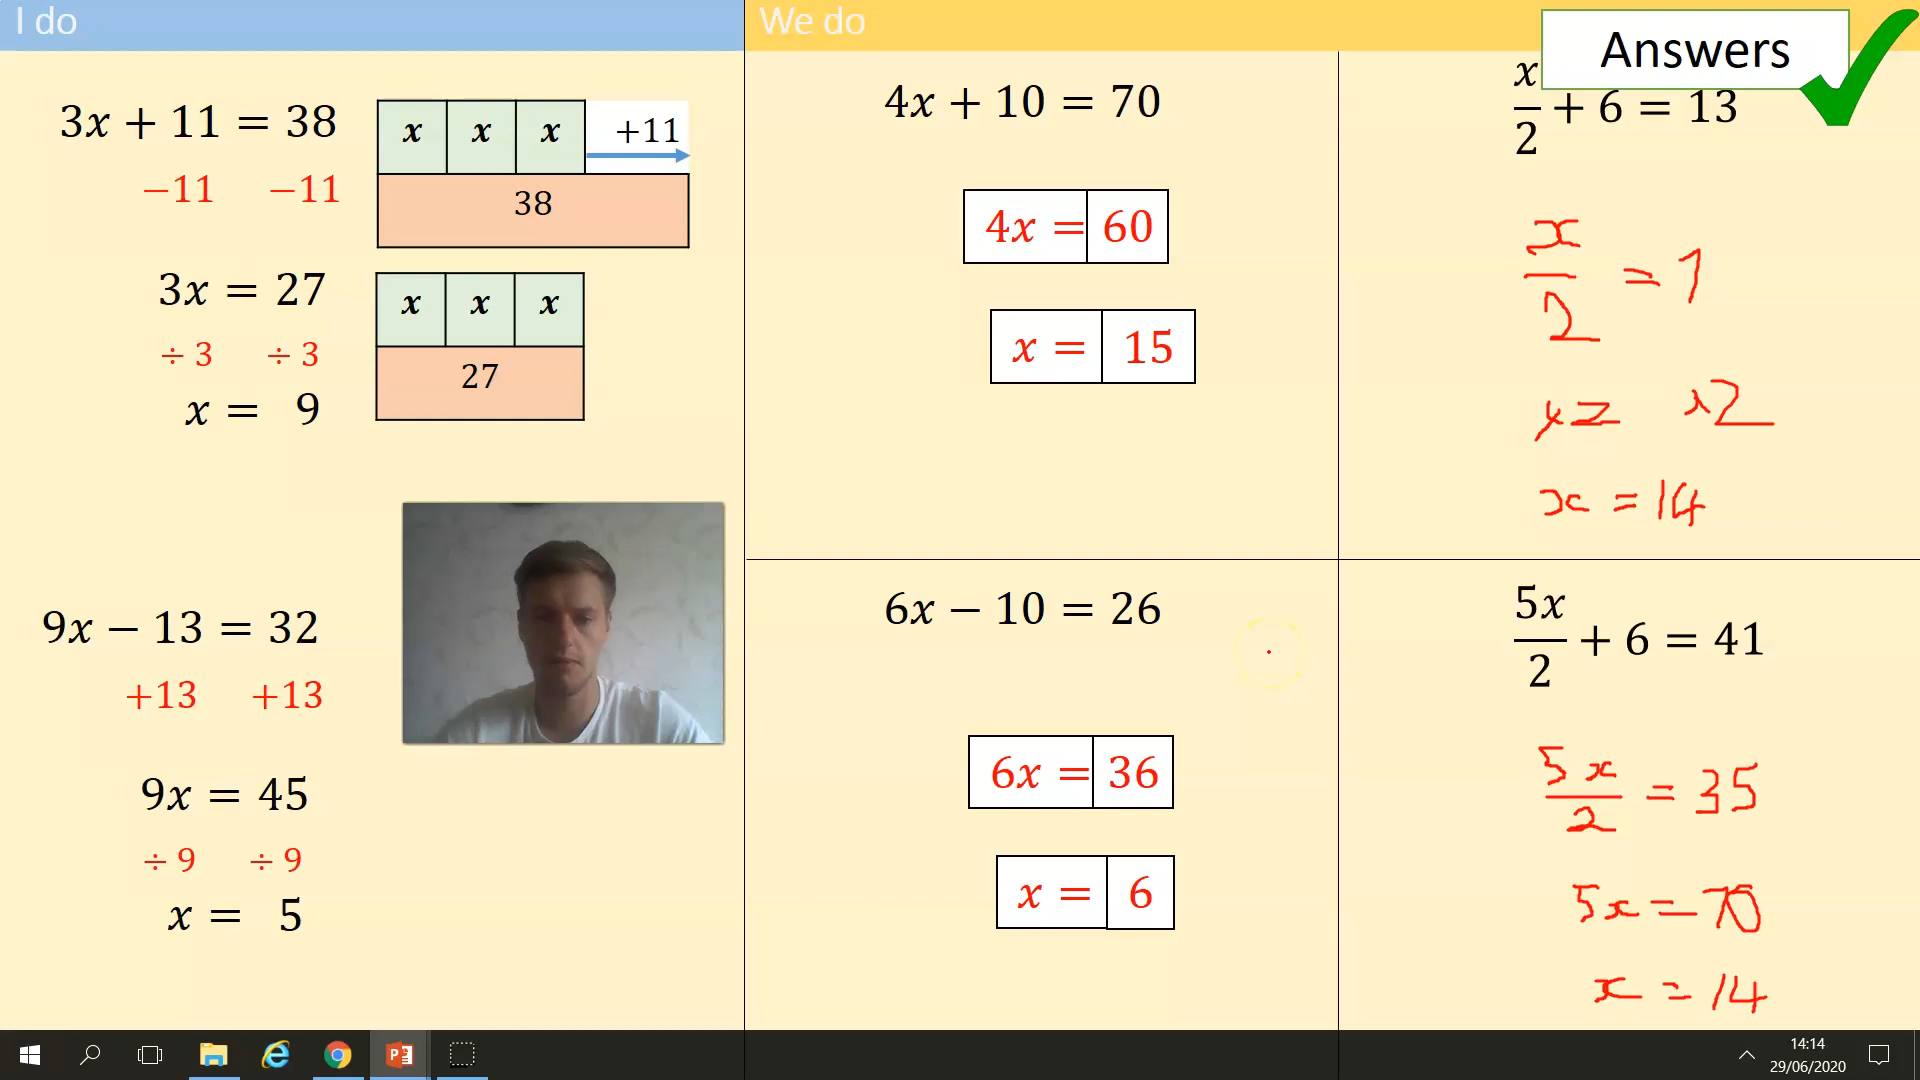 I do
3x + 11 = 38
−11 −11
3x = 27
÷ 3 ÷ 3
x = 9
x x x +11
38
x x x
27
9x − 13 = 32
+13 +13
9x = 45
÷ 9 ÷ 9
x = 5
We do
4x + 10 = 70
4x = 60
x = 15
6x − 10 = 26
6x = 36
x = 6
Answers
x/2 + 6 = 13
x/2 = 7
×2 ×2
x = 14
5x/2 + 6 = 41
5x/2 = 35
5x = 70
x = 14
14:14
29/06/2020